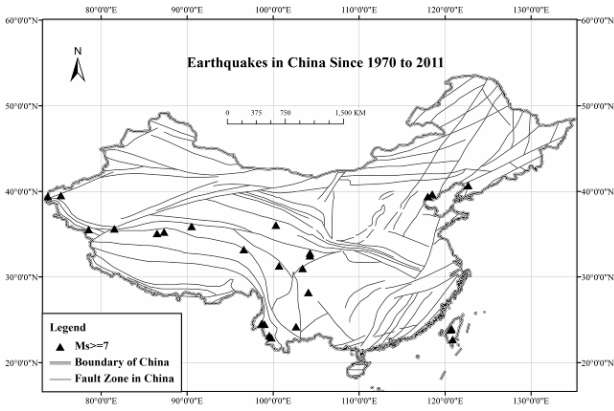 80°0'0"E 90°0'0"E 100°0'0"E 110°0'0"E 120°0'0"E 130°0'0"E
60°0'0"N 60°0'0"N
N
Earthquakes in China Since 1970 to 2011
50°0'0"N 50°0'0"N
0 375 750 1,500 KM
40°0'0"N 40°0'0"N
30°0'0"N 30°0'0"N
Legend
Ms>=7
Boundary of China
Fault Zone in China
20°0'0"N 20°0'0"N
80°0'0"E 90°0'0"E 100°0'0"E 110°0'0"E 120°0'0"E 130°0'0"E